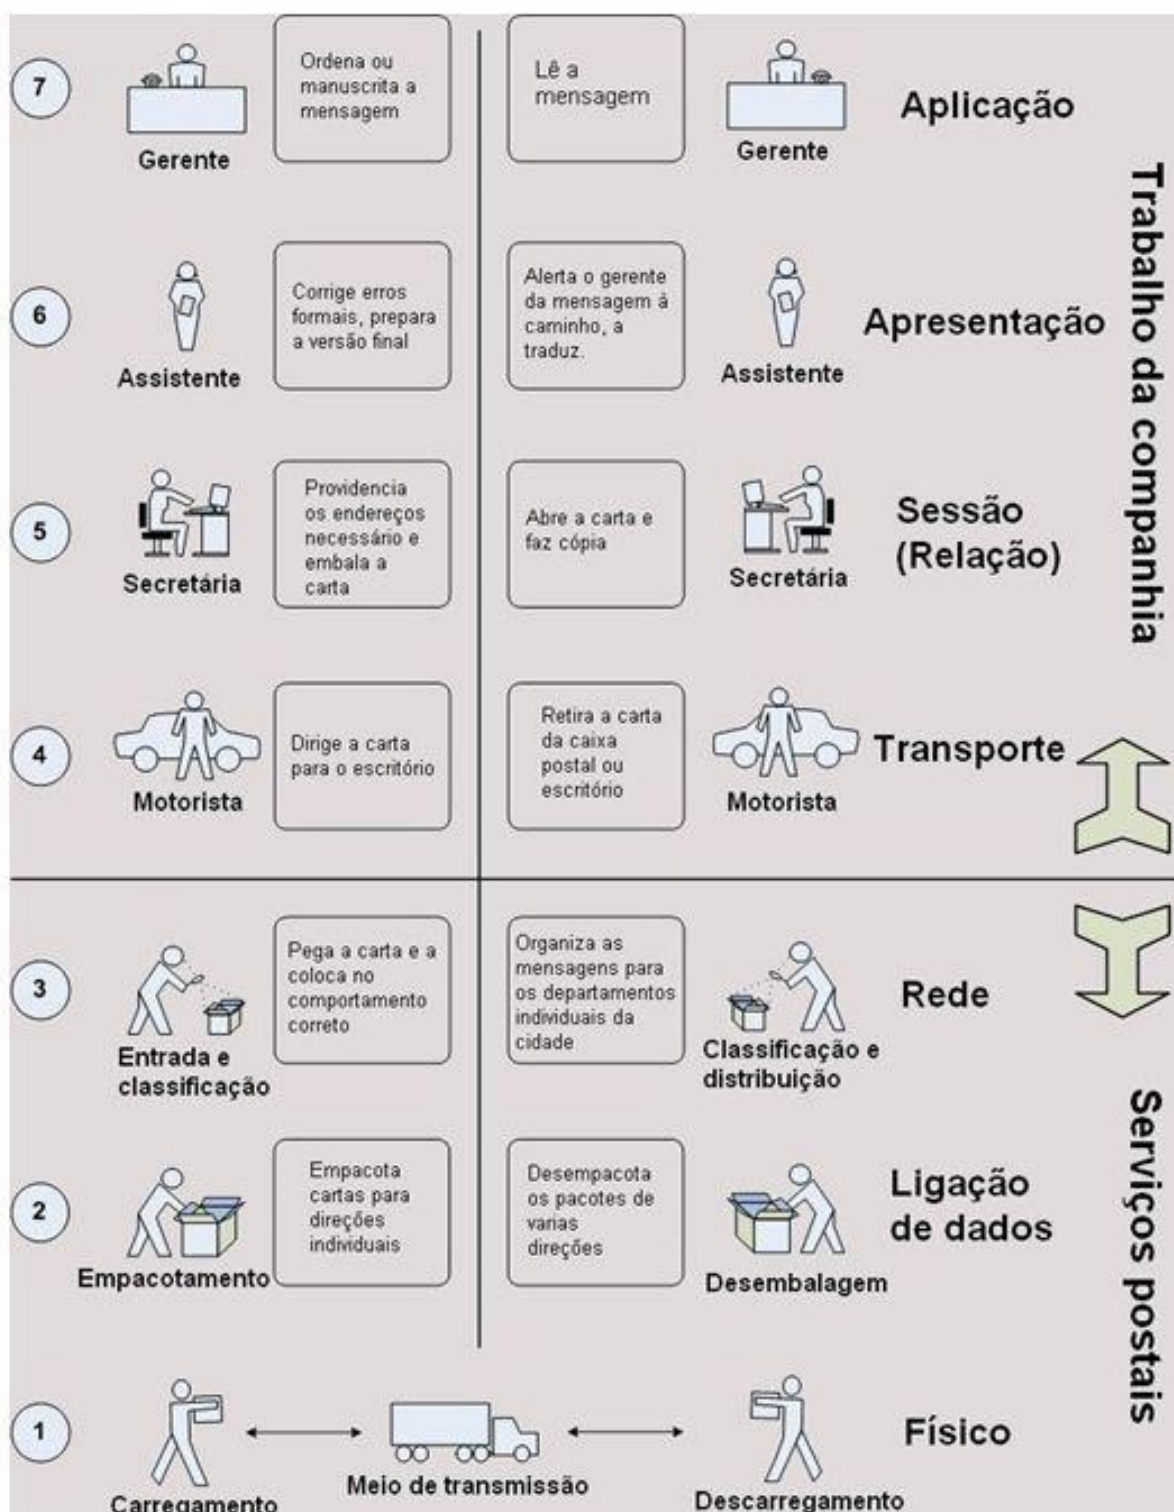 7
Gerente
Ordena ou
manuscrita a
mensagem
Lê a
mensagem
Gerente
Aplicação
6
Assistente
Corrige erros
formais, prepara
a versão final
Alerta o gerente
da mensagem á
caminho, a
traduz.
Assistente
Apresentação
5
Secretária
Providencia
os endereços
necessário e
embala a
carta
Abre a carta e
faz cópia
Secretária
Sessão
(Relação)
4
Motorista
Dirige a carta
para o escritório
Retira a carta
da caixa
postal ou
escritório
Motorista
Transporte
Trabalho da companhia
3
Entrada e
classificação
Pega a carta e a
coloca no
comportamento
correto
Organiza as
mensagens para
os departamentos
individuais da
cidade
Classificação e
distribuição
Rede
2
Empacotamento
Empacota
cartas para
direções
individuais
Desempacota
os pacotes de
varias
direções
Desembalagem
Ligação
de dados
1
Carregamento
Meio de transmissão
Descarregamento
Físico
Serviços postais